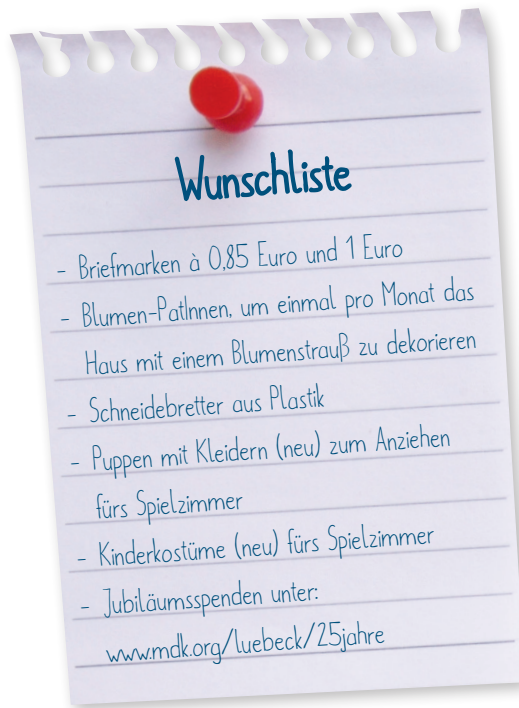 Wunschliste
- Briefmarken à 0,85 Euro und 1 Euro
- Blumen-PatInnen, um einmal pro Monat das
Haus mit einem Blumenstrauß zu dekorieren
- Schneidebretter aus Plastik
- Puppen mit Kleidern (neu) zum Anziehen
fürs Spielzimmer
- Kinderkostüme (neu) fürs Spielzimmer
- Jubiläumsspenden unter:
www.mdk.org/luebeck/25jahre